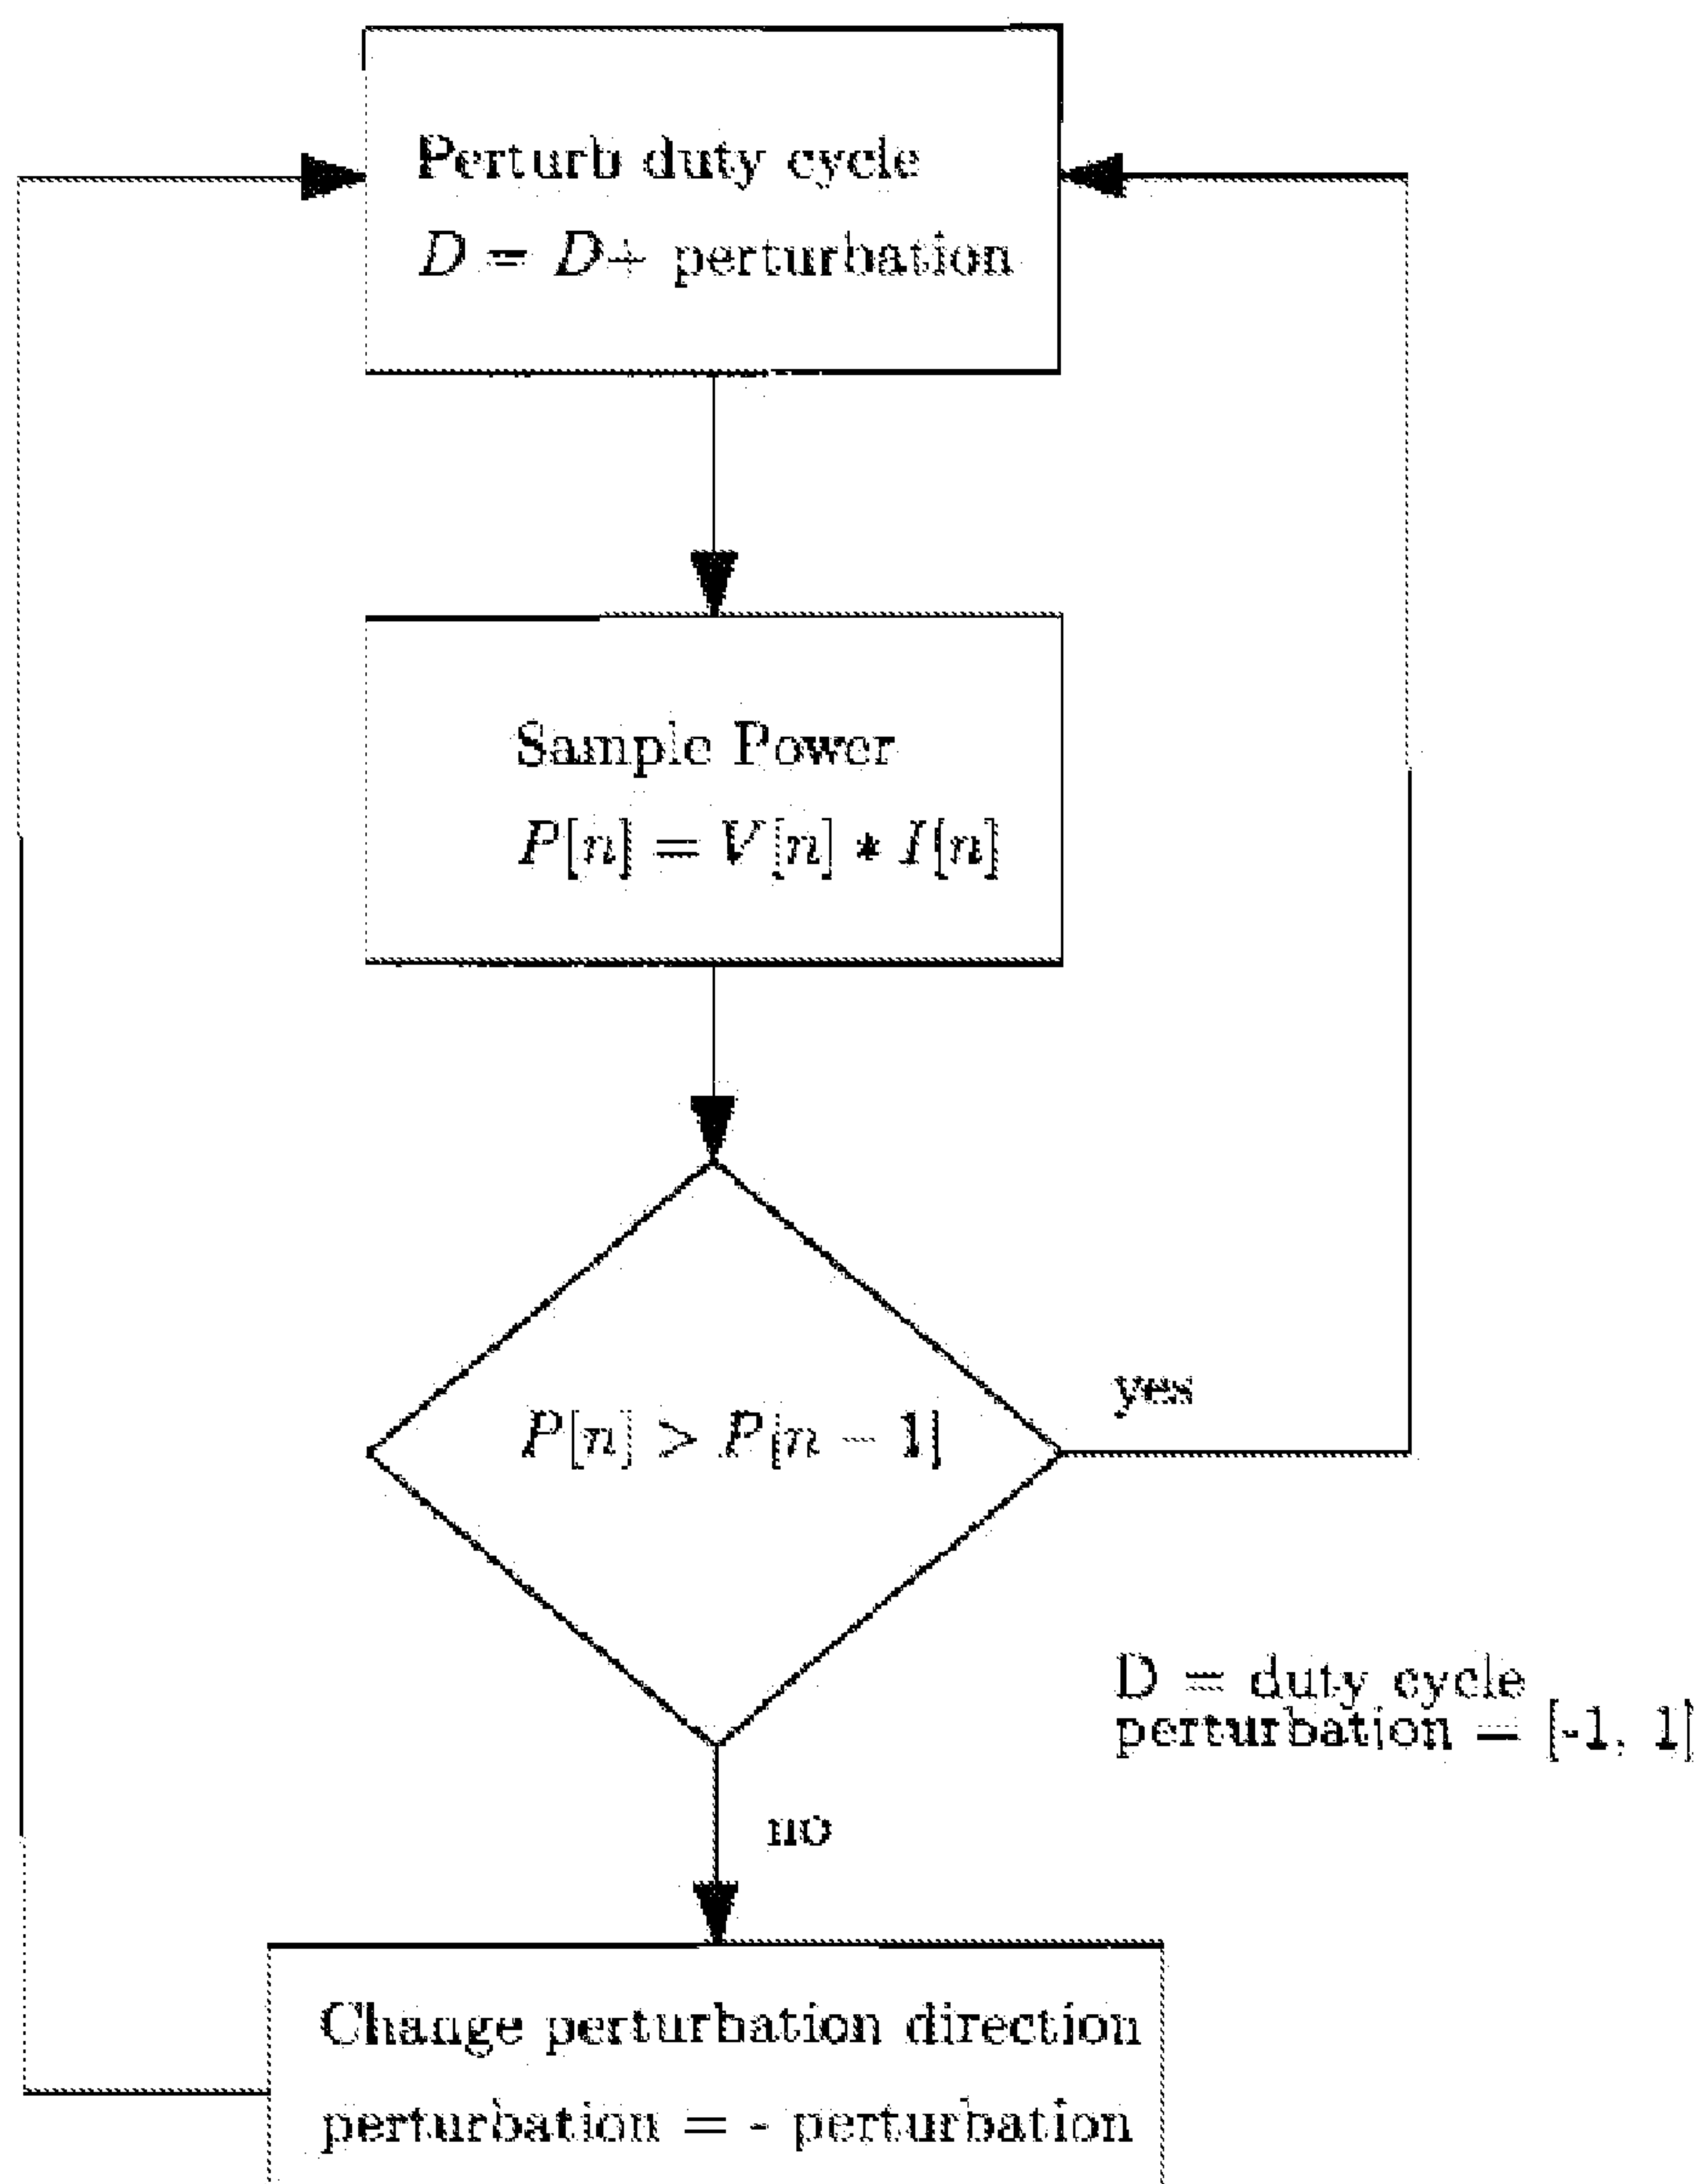 Perturb duty cycle
D = D+ perturbation
Sample Power
P[n] = V[n] * I[n]
P[n] > P[n − 1]
yes
D = duty cycle
perturbation = [-1, 1]
no
Change perturbation direction
perturbation = - perturbation